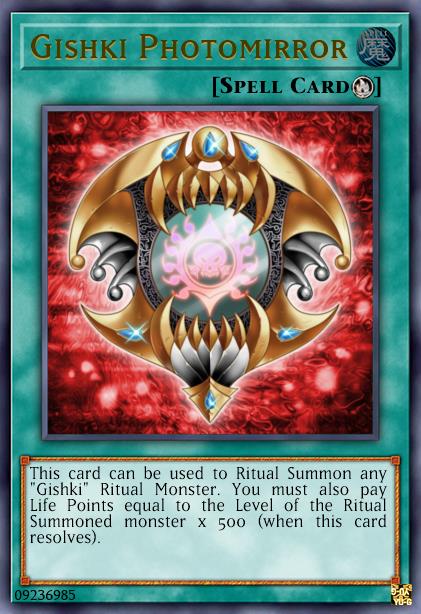 Gishki Photomirror 魔
[Spell Card]
This card can be used to Ritual Summon any
"Gishki" Ritual Monster. You must also pay
Life Points equal to the Level of the Ritual
Summoned monster x 500 (when this card
resolves).
09236985